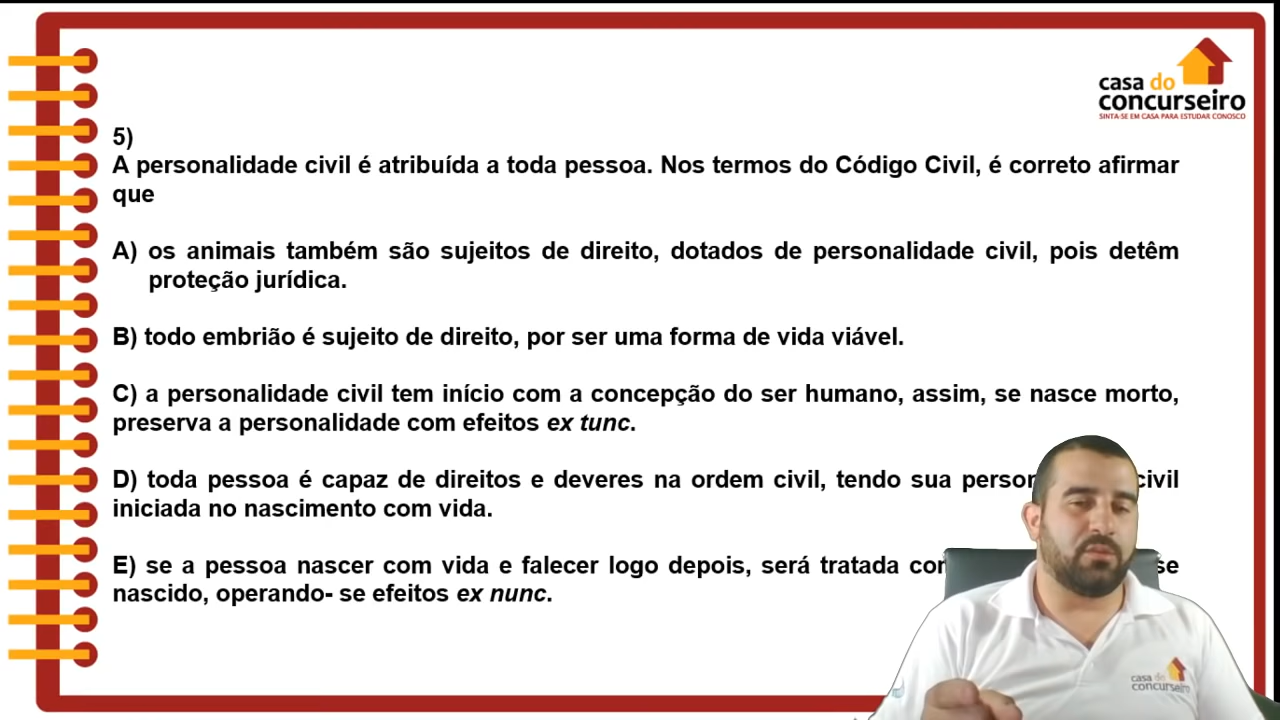 casa do
concurseiro
SINTA-SE EM CASA PARA ESTUDAR CONOSCO
5)
A personalidade civil é atribuída a toda pessoa. Nos termos do Código Civil, é correto afirmar
que
A) os animais também são sujeitos de direito, dotados de personalidade civil, pois detêm
proteção jurídica.
B) todo embrião é sujeito de direito, por ser uma forma de vida viável.
C) a personalidade civil tem início com a concepção do ser humano, assim, se nasce morto,
preserva a personalidade com efeitos ex tunc.
D) toda pessoa é capaz de direitos e deveres na ordem civil, tendo sua civil
iniciada no nascimento com vida.
E) se a pessoa nascer com vida e falecer logo depois, será tratada se
nascido, operando- se efeitos ex nunc.
casa do
concurseiro